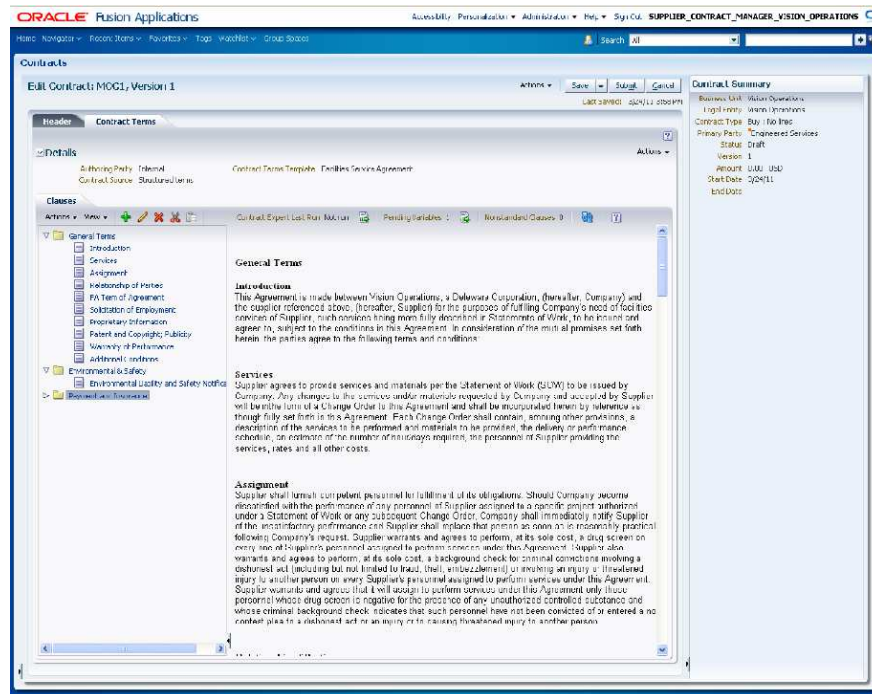 ORACLE Fusion Applications
Accessibility Personalization Administration Help Sign Out SUPPLIER_CONTRACT_MANAGER_VISION_OPERATIONS
Home Navigator Recent Items Favorites Tags Watchlist Group Spaces
Search All
Contracts
Edit Contract: MOG1, Version 1
Actions Save Submit Cancel
Last Saved: 3/24/11 3:58 PM
Header Contract Terms
Details
Actions
Authoring Party Internal
Contract Terms Template Facilities Service Agreement
Contract Source Structured terms
Clauses
Actions View
Contract Expert Last Run Not run Pending Variables 1 Nonstandard Clauses 0
General Terms
Introduction
Services
Assignment
Relationship of Parties
PA Term of Agreement
Solicitation of Employment
Proprietary Information
Patent and Copyright; Publicity
Warranty of Performance
Additional Conditions
Environmental & Safety
Environmental Liability and Safety Notifica
Payment and Insurance
General Terms
Introduction
This Agreement is made between Vision Operations, a Delaware Corporation, (hereafter, Company) and
the supplier referenced above, (hereafter, Supplier) for the purposes of fulfilling Company's need of facilities
services of Supplier, such services being more fully described in Statements of Work, to be issued and
agreed to, subject to the conditions in this Agreement. In consideration of the mutual promises set forth
herein, the parties agree to the following terms and conditions:
Services
Supplier agrees to provide services and materials per the Statement of Work (SOW) to be issued by
Company. Any changes to the services and/or materials requested by Company and accepted by Supplier
will be in the form of a Change Order to this Agreement and shall be incorporated herein by reference as
though fully set forth in this Agreement. Each Change Order shall contain, among other provisions, a
description of the services to be performed and materials to be provided, the delivery or performance
schedule, an estimate of the number of hours/days required, the personnel of Supplier providing the
services, rates and all other costs.
Assignment
Supplier shall furnish competent personnel for fulfillment of its obligations. Should Company become
dissatisfied with the performance of any personnel of Supplier assigned to a specific project authorized
under a Statement of Work or any subsequent Change Order, Company shall immediately notify Supplier
of the unsatisfactory performance and Supplier shall replace that person as soon as is reasonably practical
following Company's request. Supplier warrants and agrees to perform, at its sole cost, a drug screen on
every one of Supplier's personnel assigned to perform services under this Agreement. Supplier also
warrants and agrees to perform, at its sole cost, a background check for criminal convictions involving a
dishonest act (including but not limited to fraud, theft, embezzlement) or involving an injury or threatened
injury to another person on every Supplier's personnel assigned to perform services under this Agreement.
Supplier warrants and agrees that it will assign to perform services under this Agreement only those
personnel whose drug screen is negative for the presence of any unauthorized controlled substance and
whose criminal background check indicates that such personnel have not been convicted of or entered a no
contest plea to a dishonest act or an injury or to causing threatened injury to another person.
Contract Summary
Business Unit Vision Operations
Legal Entity Vision Operations
Contract Type Buy : No lines
Primary Party Engineered Services
Status Draft
Version 1
Amount 0.00 USD
Start Date 3/24/11
End Date